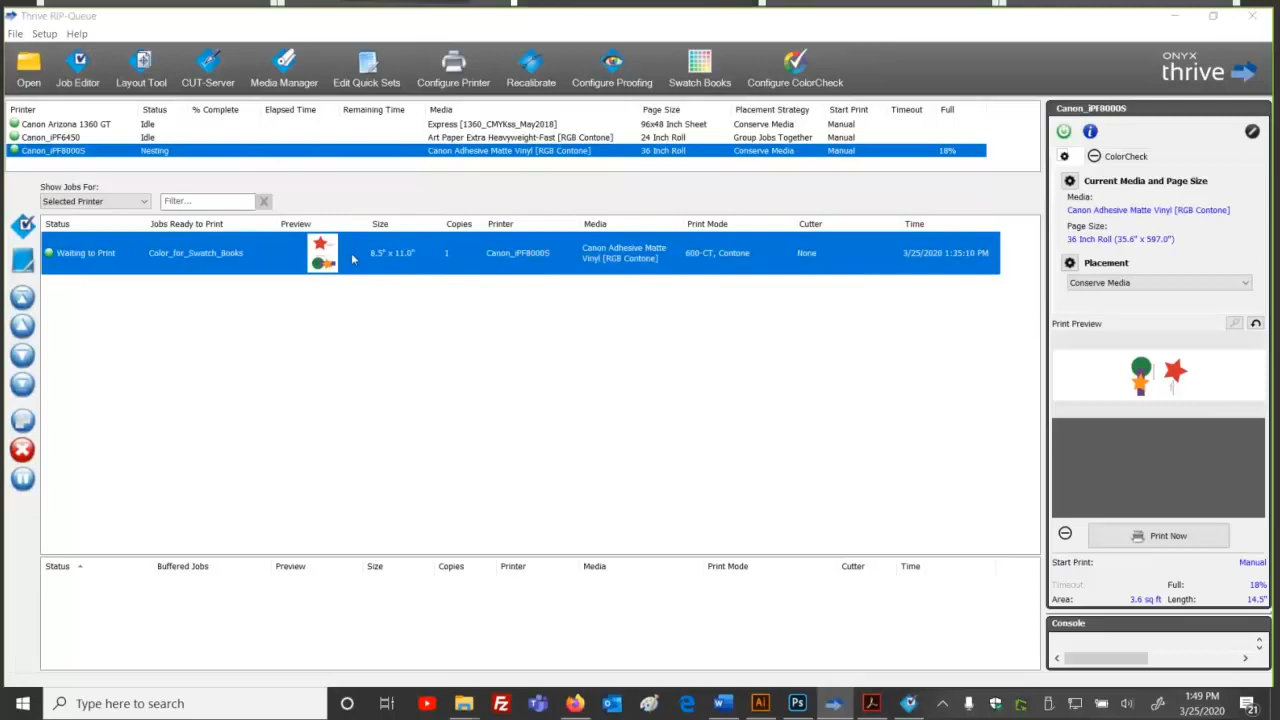 Thrive RIP-Queue
File Setup Help
Open Job Editor Layout Tool CUT-Server Media Manager Edit Quick Sets Configure Printer Recalibrate Configure Proofing Swatch Books Configure ColorCheck
ONYX
thrive
Printer Status % Complete Elapsed Time Remaining Time Media Page Size Placement Strategy Start Print Timeout Full
Canon Arizona 1360 GT Idle Express [1360_CMYKss_May2018] 96x48 Inch Sheet Conserve Media Manual
Canon_iPF6450 Idle Art Paper Extra Heavyweight-Fast [RGB Contone] 24 Inch Roll Group Jobs Together Manual
Canon_iPF8000S Nesting Canon Adhesive Matte Vinyl [RGB Contone] 36 Inch Roll Conserve Media Manual 18%
Show Jobs For:
Selected Printer Filter...
Status Jobs Ready to Print Preview Size Copies Printer Media Print Mode Cutter Time
Waiting to Print Color_for_Swatch_Books 8.5" x 11.0" 1 Canon_iPF8000S Canon Adhesive Matte Vinyl [RGB Contone] 600-CT, Contone None 3/25/2020 1:35:10 PM
Status Buffered Jobs Preview Size Copies Printer Media Print Mode Cutter Time
Canon_iPF8000S
ColorCheck
Current Media and Page Size
Media:
Canon Adhesive Matte Vinyl [RGB Contone]
Page Size:
36 Inch Roll (35.6" x 597.0")
Placement
Conserve Media
Print Preview
Print Now
Start Print: Manual
Timeout: Full: 18%
Area: 3.6 sq ft Length: 14.5"
Console
Type here to search
1:49 PM
3/25/2020
21